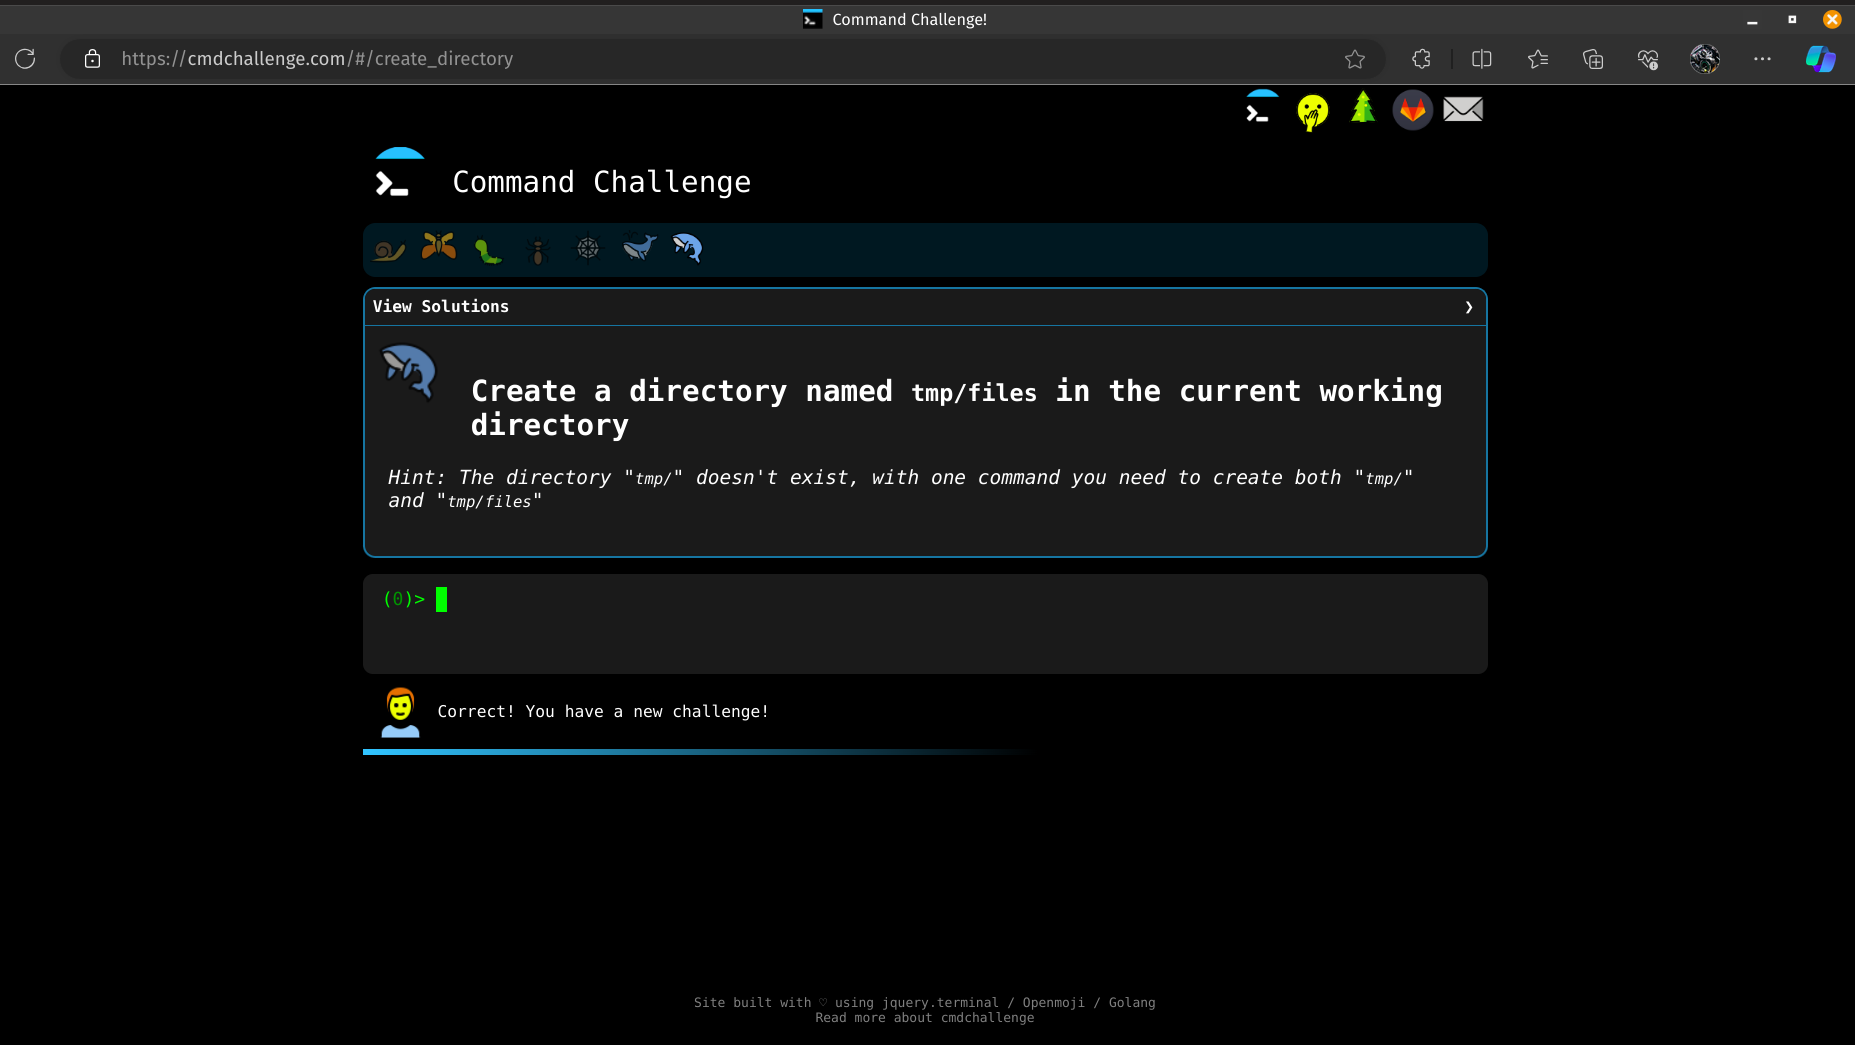 Command Challenge!
https://cmdchallenge.com/#/create_directory
Command Challenge
View Solutions
Create a directory named tmp/files in the current working
directory
Hint: The directory "tmp/" doesn't exist, with one command you need to create both "tmp/"
and "tmp/files"
(0)>
Correct! You have a new challenge!
Site built with ♡ using jquery.terminal / Openmoji / Golang
Read more about cmdchallenge